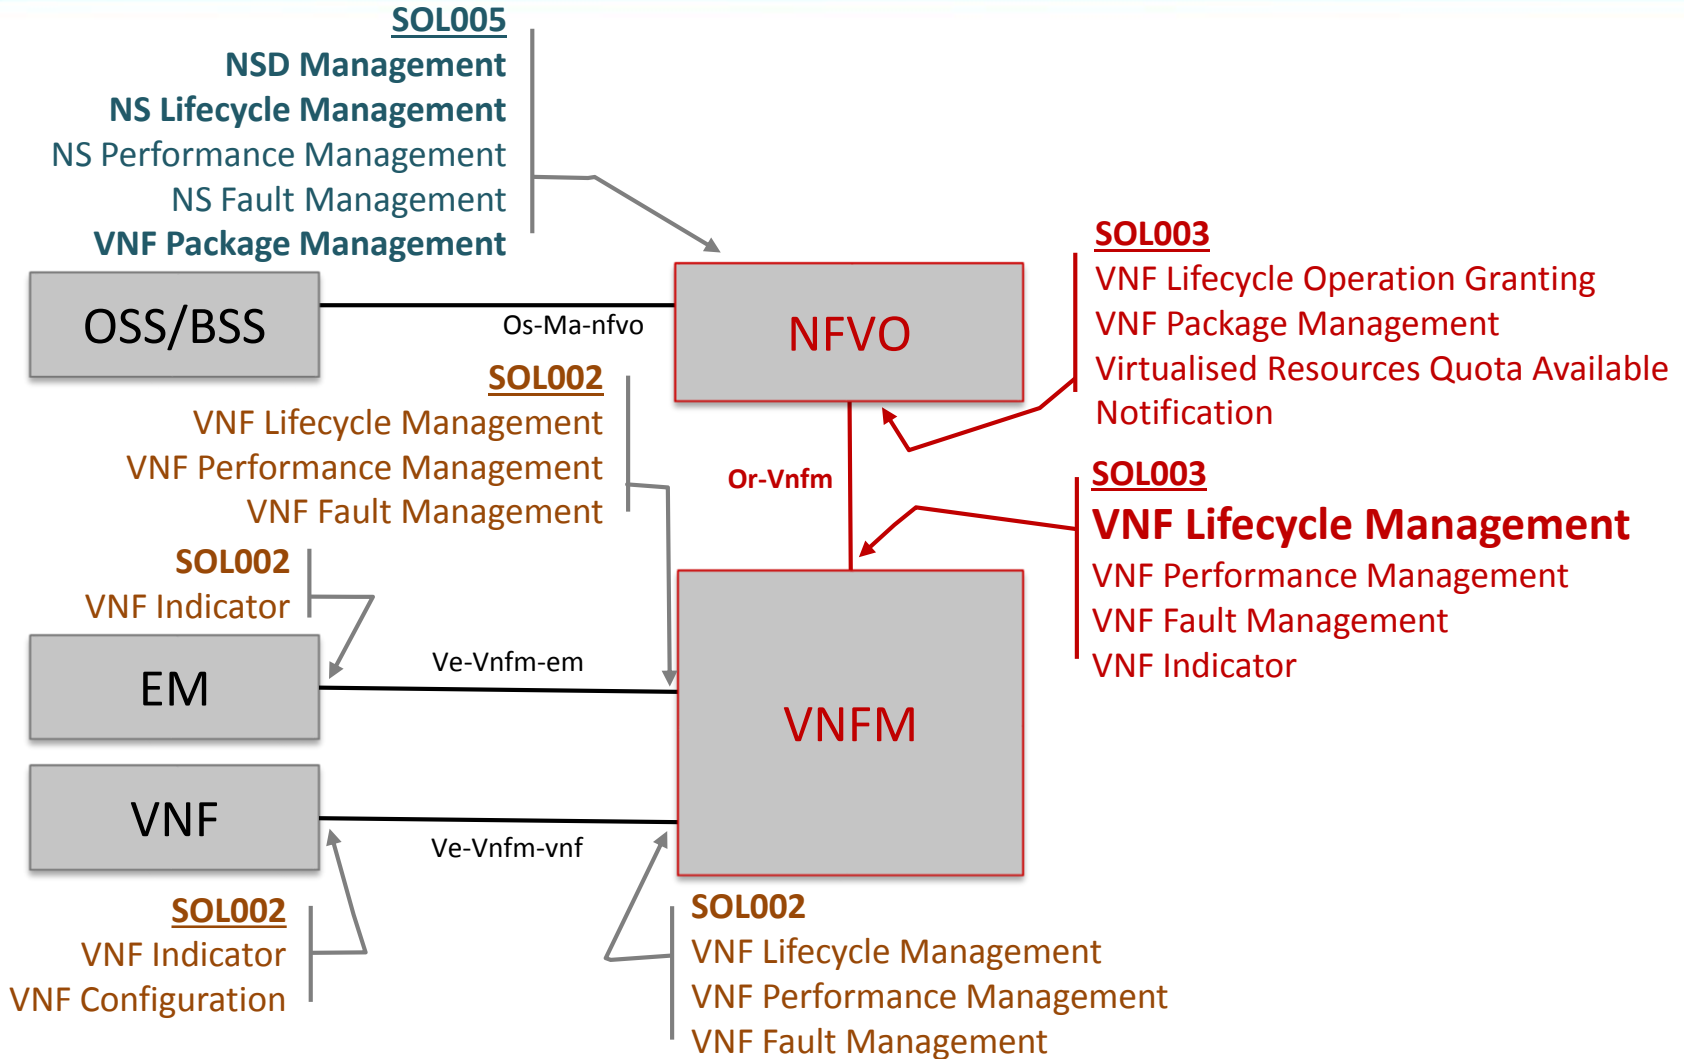 SOL005
NSD Management
NS Lifecycle Management
NS Performance Management
NS Fault Management
VNF Package Management
OSS/BSS
Os-Ma-nfvo
NFVO
SOL003
VNF Lifecycle Operation Granting
VNF Package Management
Virtualised Resources Quota Available
Notification
SOL002
VNF Lifecycle Management
VNF Performance Management
VNF Fault Management
Or-Vnfm
SOL003
VNF Lifecycle Management
VNF Performance Management
VNF Fault Management
VNF Indicator
SOL002
VNF Indicator
EM
Ve-Vnfm-em
VNFM
VNF
Ve-Vnfm-vnf
SOL002
VNF Indicator
VNF Configuration
SOL002
VNF Lifecycle Management
VNF Performance Management
VNF Fault Management